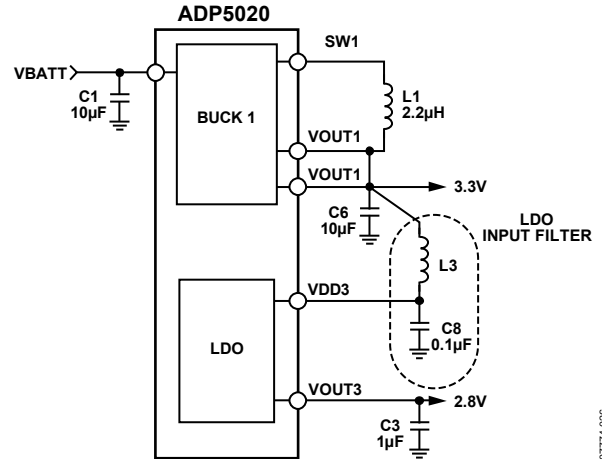 ADP5020
SW1
VBATT
C1
10µF
BUCK 1
L1
2.2µH
VOUT1
VOUT1
3.3V
C6
10µF
LDO
INPUT FILTER
L3
VDD3
LDO
C8
0.1µF
VOUT3
2.8V
C3
1µF